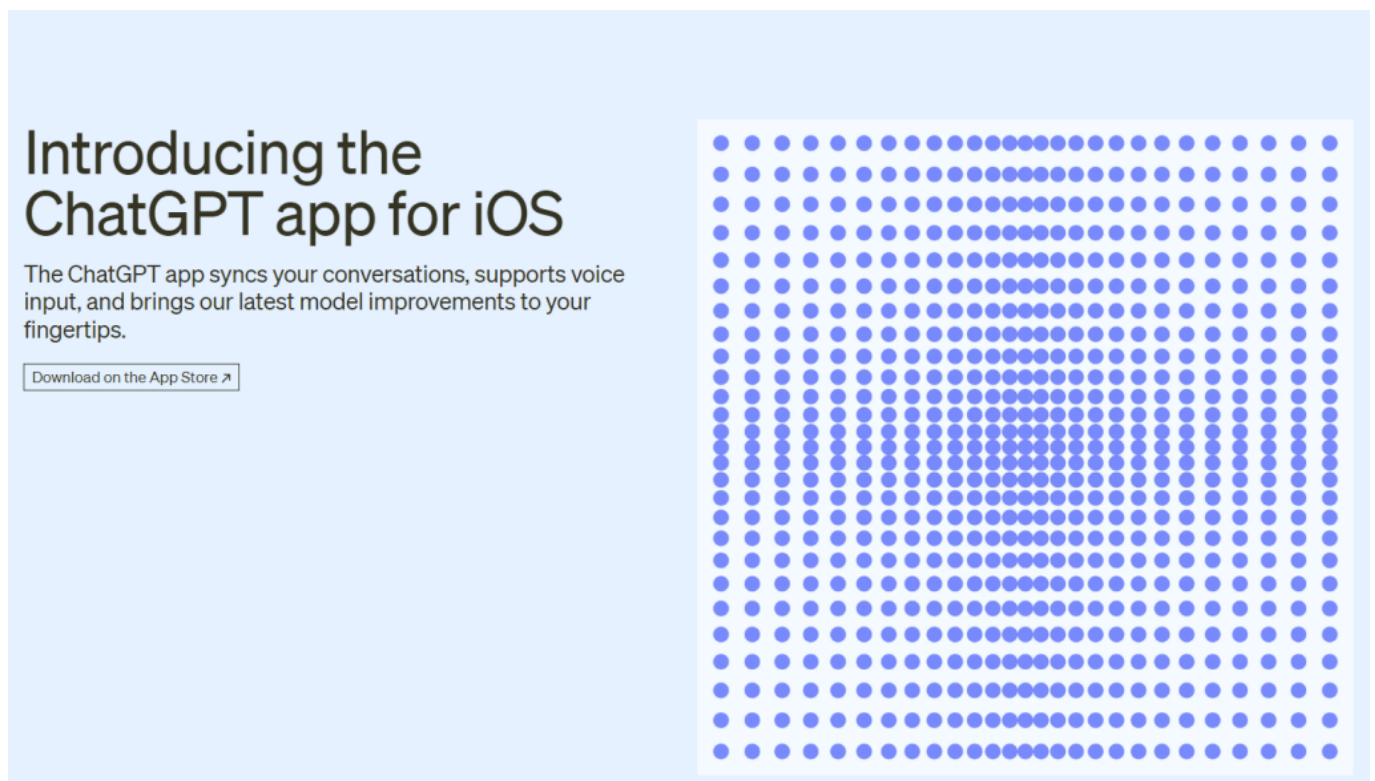 Introducing the
ChatGPT app for iOS
The ChatGPT app syncs your conversations, supports voice
input, and brings our latest model improvements to your
fingertips.
Download on the App Store ↗